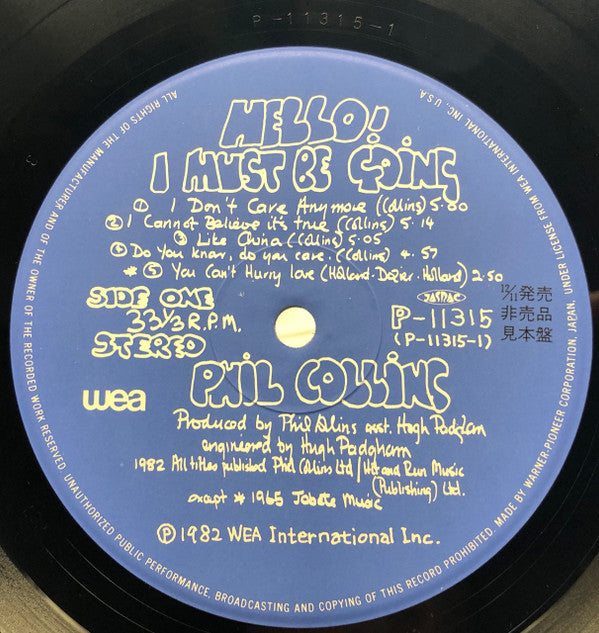 P-11315-1
HELLO!
I MUST BE GOING
① I Don't Care Anymore (Collins) 5.00
② I Cannot Believe it's true (Collins) 5.14
③ Like China (Collins) 5.05
④ Do You know, do you care. (Collins) 4.57
* ⑤ You Can't Hurry love (Holland.Dozier.Holland) 2.50
SIDE ONE
33 1/3 R.P.M.
STEREO
JASRAC
P-11315
(P-11315-1)
12/11発売
非売品
見本盤
wea
PHIL COLLINS
Produced by Phil Collins asst. Hugh Padgham
engineered by Hugh Padgham
1982 All titles published Phil Collins Ltd/Hit and Run Music
(Publishing) Ltd.
except * 1965 Jobete Music
Ⓟ1982 WEA International Inc.
ALL RIGHTS OF THE MANUFACTURER AND OF THE OWNER OF THE RECORDED WORK RESERVED. UNAUTHORIZED PUBLIC PERFORMANCE, BROADCASTING AND COPYING OF THIS RECORD PROHIBITED. MADE BY WARNER-PIONEER CORPORATION, JAPAN, UNDER LICENSE FROM WEA INTERNATIONAL INC., U.S.A.